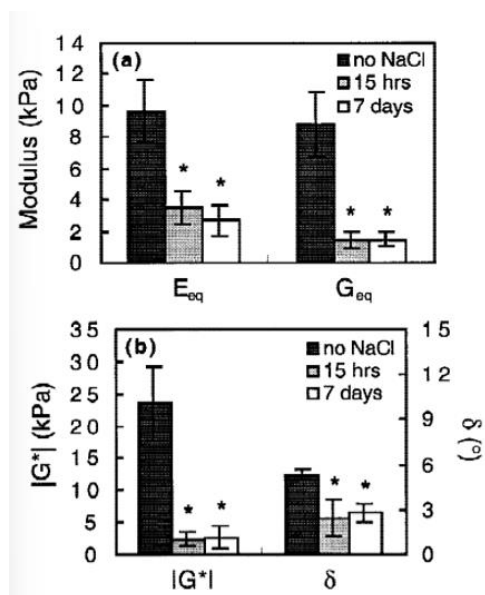 14
(a)
no NaCl
12
15 hrs
10
7 days
8
6
4
2
0
Modulus (kPa)
* *
* *
Eeq
Geq
35
(b)
no NaCl
15
30
15 hrs
12
25
7 days
20
9
15
6
10
3
5
0
0
|G*| (kPa)
δ (°)
* *
* *
|G*|
δ